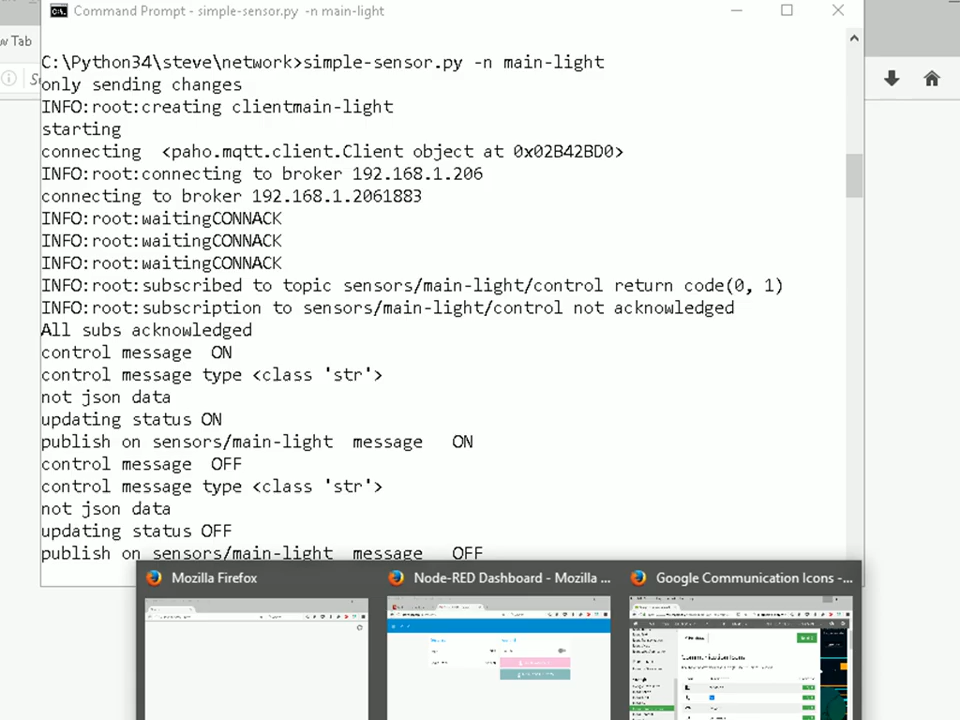 Command Prompt - simple-sensor.py -n main-light
w Tab
C:\Python34\steve\network>simple-sensor.py -n main-light
only sending changes
INFO:root:creating clientmain-light
starting
connecting <paho.mqtt.client.Client object at 0x02B42BD0>
INFO:root:connecting to broker 192.168.1.206
connecting to broker 192.168.1.2061883
INFO:root:waitingCONNACK
INFO:root:waitingCONNACK
INFO:root:waitingCONNACK
INFO:root:subscribed to topic sensors/main-light/control return code(0, 1)
INFO:root:subscription to sensors/main-light/control not acknowledged
All subs acknowledged
control message ON
control message type <class 'str'>
not json data
updating status ON
publish on sensors/main-light message ON
control message OFF
control message type <class 'str'>
not json data
updating status OFF
publish on sensors/main-light message OFF
Mozilla Firefox
Node-RED Dashboard - Mozilla ...
Google Communication Icons -...
Communication Icons